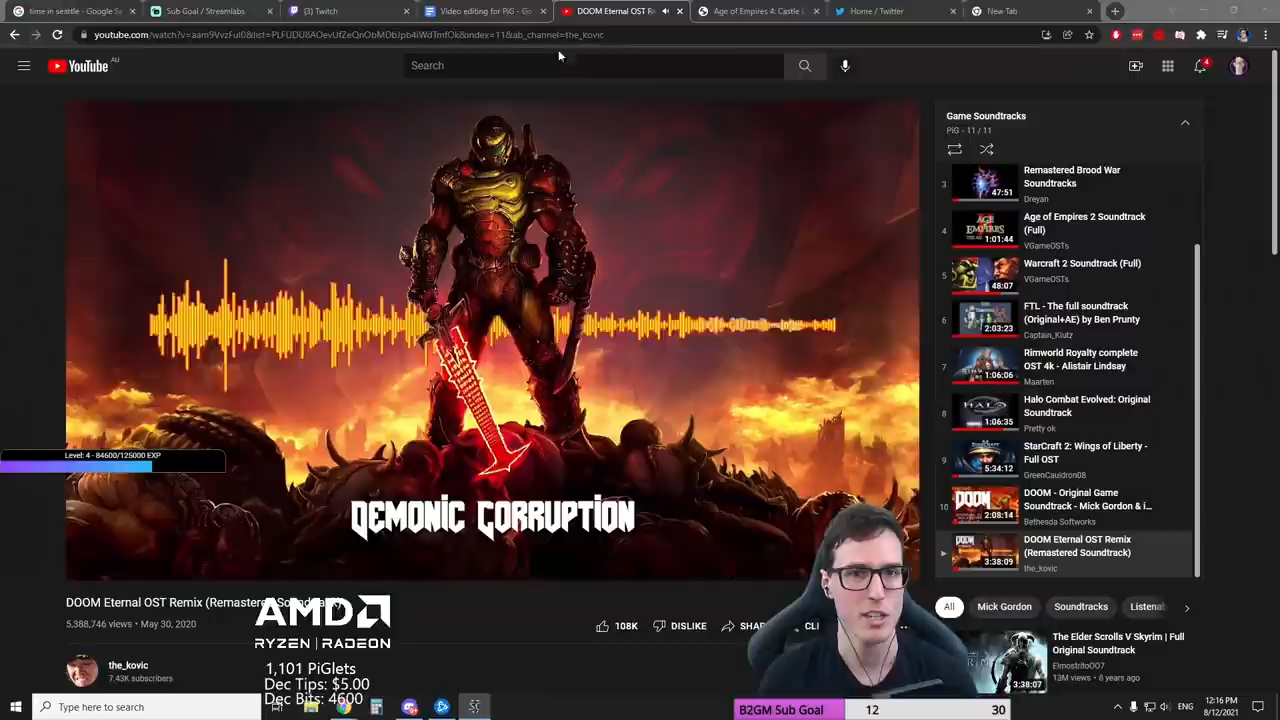 time in seattle - Google Se
Sub Goal / Streamlabs
(3) Twitch
Video editing for PiG - Go
DOOM Eternal OST R
Age of Empires 4: Castle
Home / Twitter
New Tab
youtube.com/watch?v=aam9VvzFuI0&list=PLFUDU8AOevUfZeQnObMDbJpb4iWdTmfOk&index=11&ab_channel=the_kovic
YouTube
AU
Search
4
Game Soundtracks
PiG - 11 / 11
3
47:51
Remastered Brood War
Soundtracks
Dreyan
4
AGE
EMPIRES
1:01:44
Age of Empires 2 Soundtrack
(Full)
VGameOSTs
5
48:07
Warcraft 2 Soundtrack (Full)
VGameOSTs
6
2:03:23
FTL - The full soundtrack
(Original+AE) by Ben Prunty
Captain_Klutz
7
1:06:06
Rimworld Royalty complete
OST 4k - Alistair Lindsay
Maarten
8
HALO
1:06:35
Halo Combat Evolved: Original
Soundtrack
Pretty ok
9
5:34:12
StarCraft 2: Wings of Liberty -
Full OST
GreenCauldron08
10
DOOM
2:08:14
DOOM - Original Game
Soundtrack - Mick Gordon & i...
Bethesda Softworks
DOOM
3:38:09
DOOM Eternal OST Remix
(Remastered Soundtrack)
the_kovic
Level: 4 - 84600/125000 EXP
DEMONIC CORRUPTION
DOOM Eternal OST Remix (Remastered Soundtrack)
5,388,746 views • May 30, 2020
AMD
RYZEN | RADEON
108K
DISLIKE
SHAR
CLI
All
Mick Gordon
Soundtracks
Listenab
3:38:07
The Elder Scrolls V Skyrim | Full
Original Soundtrack
Elmostrito007
13M views • 8 years ago
the_kovic
7.43K subscribers
1,101 PiGlets
Dec Tips: $5.00
Dec Bits: 4600
Type here to search
B2GM Sub Goal
12
30
ENG
12:16 PM
8/12/2021